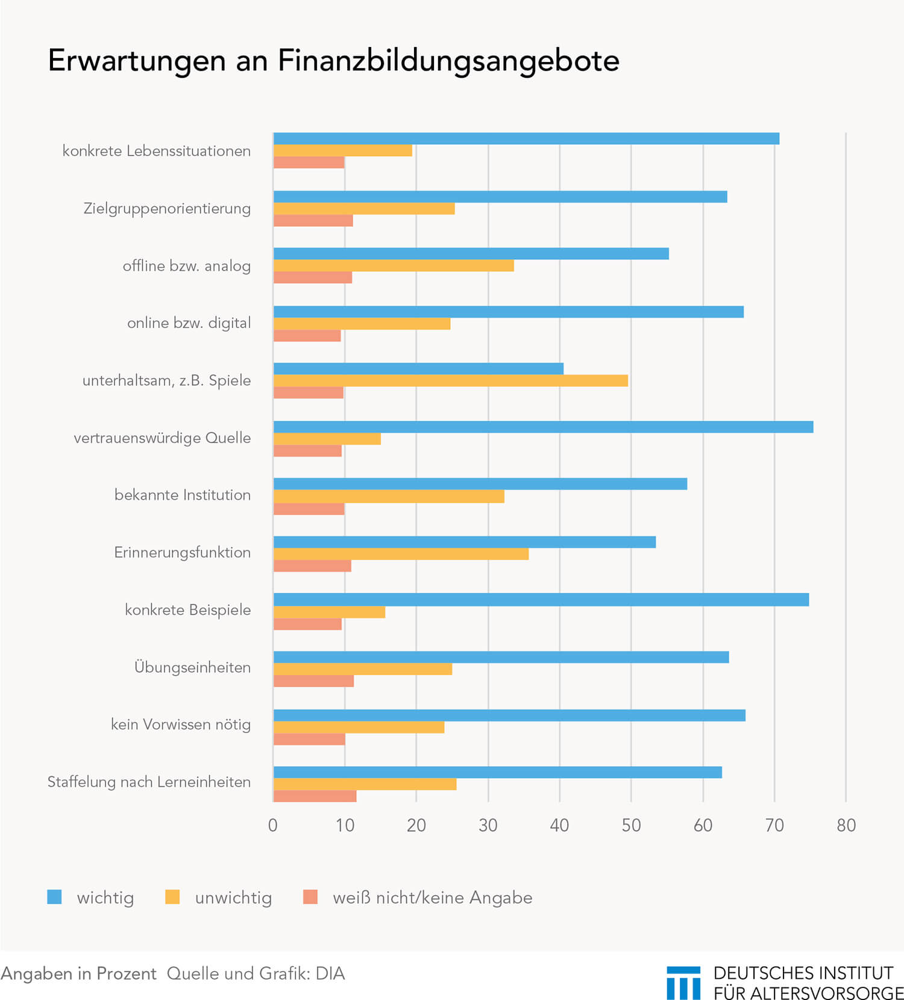 Erwartungen an Finanzbildungsangebote
konkrete Lebenssituationen
Zielgruppenorientierung
offline bzw. analog
online bzw. digital
unterhaltsam, z.B. Spiele
vertrauenswürdige Quelle
bekannte Institution
Erinnerungsfunktion
konkrete Beispiele
Übungseinheiten
kein Vorwissen nötig
Staffelung nach Lerneinheiten
0 10 20 30 40 50 60 70 80
wichtig unwichtig weiß nicht/keine Angabe
Angaben in Prozent Quelle und Grafik: DIA
DEUTSCHES INSTITUT
FÜR ALTERSVORSORGE